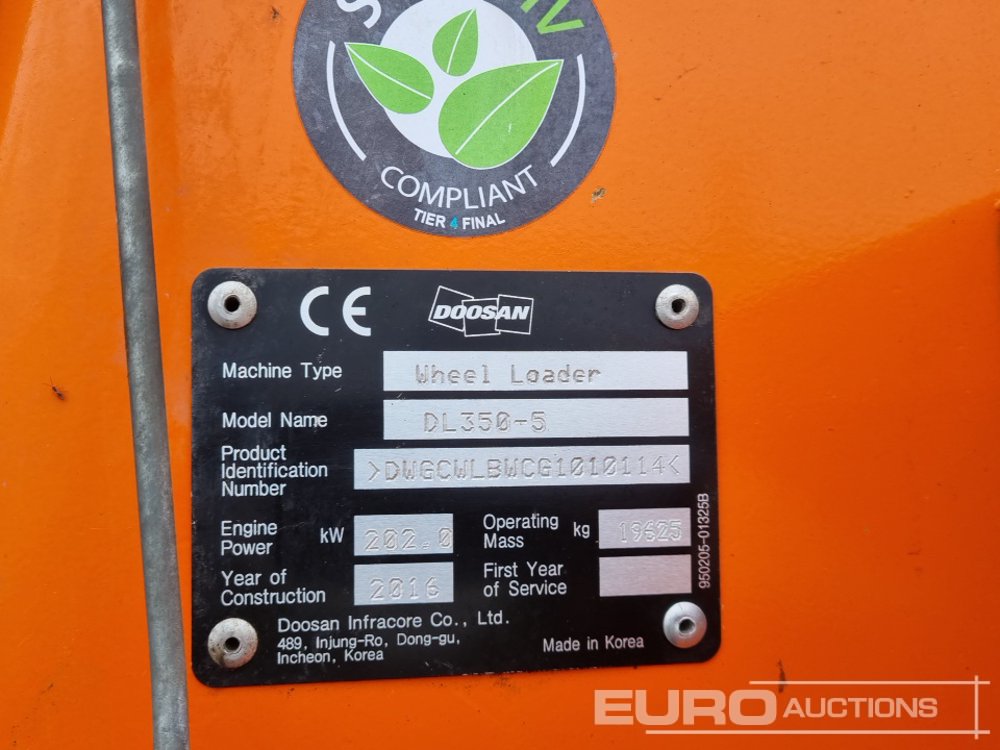 COMPLIANT
TIER 4 FINAL
CE
DOOSAN
Machine Type Wheel Loader
Model Name DL350-5
Product
Identification
Number >DWGCWLBWCG1010114<
Engine
Power kW 202.0
Operating
Mass kg 19625
Year of
Construction 2016
First Year
of Service
Doosan Infracore Co., Ltd.
489, Injung-Ro, Dong-gu,
Incheon, Korea
Made in Korea
950205-01325B
EURO AUCTIONS